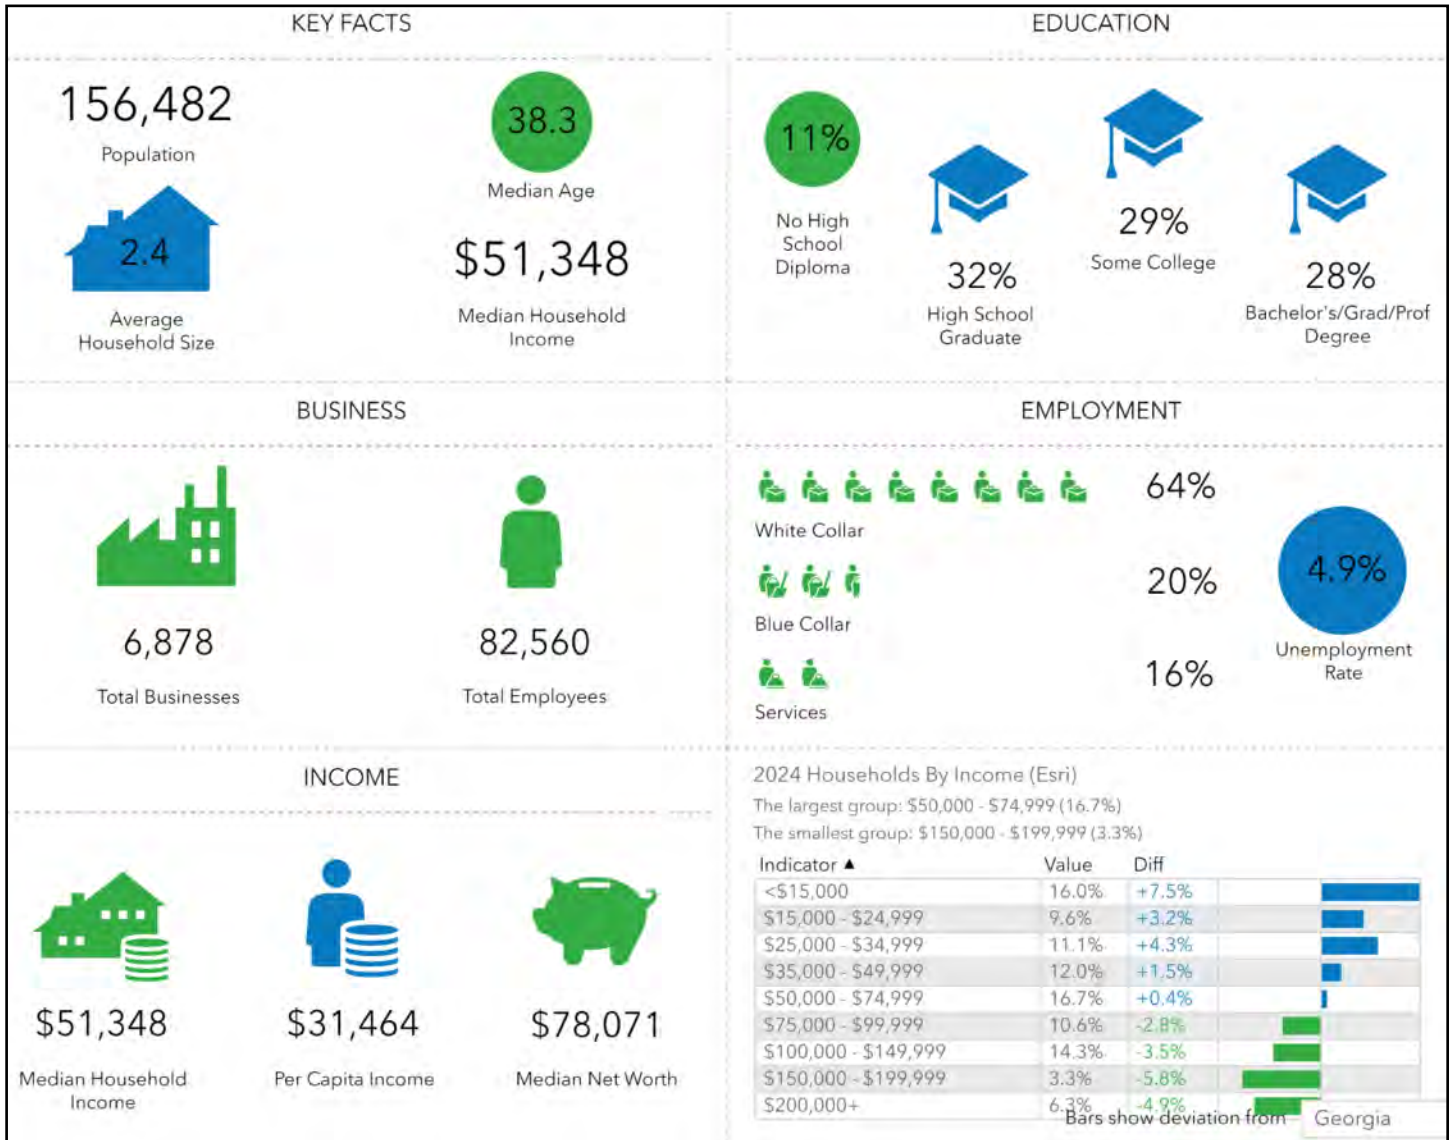 KEY FACTS
156,482
Population
38.3
Median Age
2.4
Average
Household Size
$51,348
Median Household
Income
EDUCATION
11%
No High
School
Diploma
32%
High School
Graduate
29%
Some College
28%
Bachelor's/Grad/Prof
Degree
BUSINESS
6,878
Total Businesses
82,560
Total Employees
EMPLOYMENT
64%
White Collar
20%
Blue Collar
16%
Services
4.9%
Unemployment
Rate
INCOME
$51,348
Median Household
Income
$31,464
Per Capita Income
$78,071
Median Net Worth
2024 Households By Income (Esri)
The largest group: $50,000 - $74,999 (16.7%)
The smallest group: $150,000 - $199,999 (3.3%)
Indicator ▲ Value Diff
<$15,000 16.0% +7.5%
$15,000 - $24,999 9.6% +3.2%
$25,000 - $34,999 11.1% +4.3%
$35,000 - $49,999 12.0% +1.5%
$50,000 - $74,999 16.7% +0.4%
$75,000 - $99,999 10.6% -2.8%
$100,000 - $149,999 14.3% -3.5%
$150,000 - $199,999 3.3% -5.8%
$200,000+ 6.3% -4.9%
Bars show deviation from Georgia